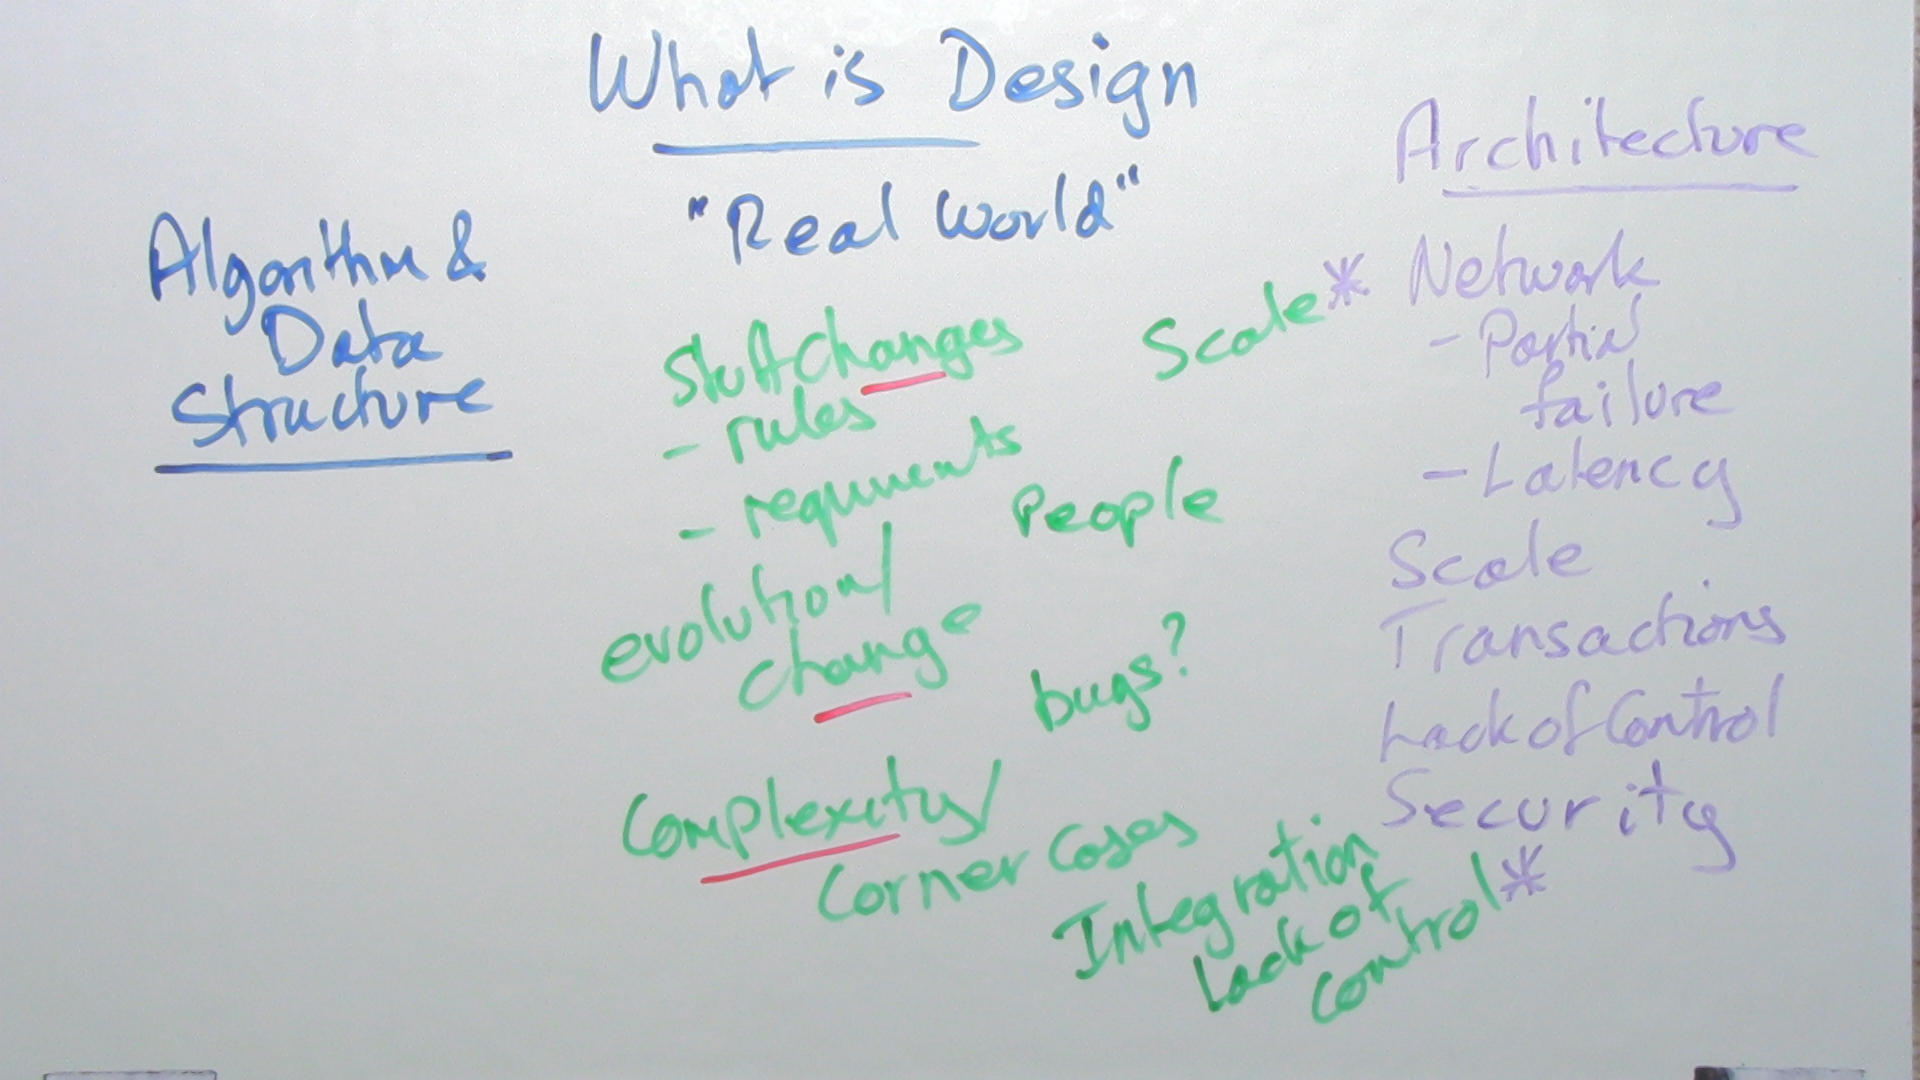 What is Design
"Real World"
Algorithm &
Data
Structure
Stuff Changes
- rules
- requrments
evolution/
change
Complexity/
Corner Cases
Scale*
People
bugs?
Integration
Lack of
control*
Architecture
Network
- Partial
failure
- Latency
Scale
Transactions
Lack of Control
Security